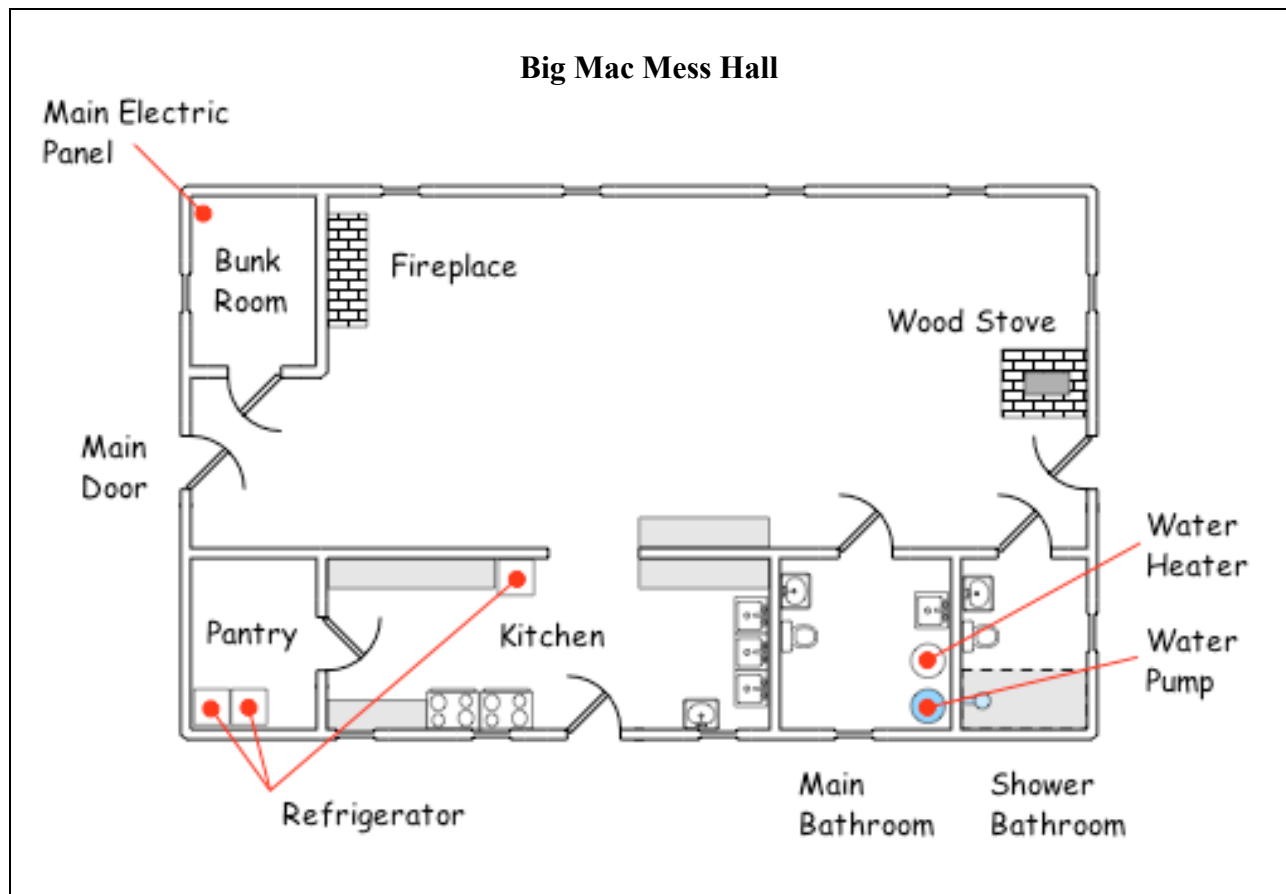 Big Mac Mess Hall
Main Electric
Panel
Bunk
Room
Fireplace
Wood Stove
Main
Door
Water
Heater
Pantry
Kitchen
Water
Pump
Refrigerator
Main
Bathroom
Shower
Bathroom